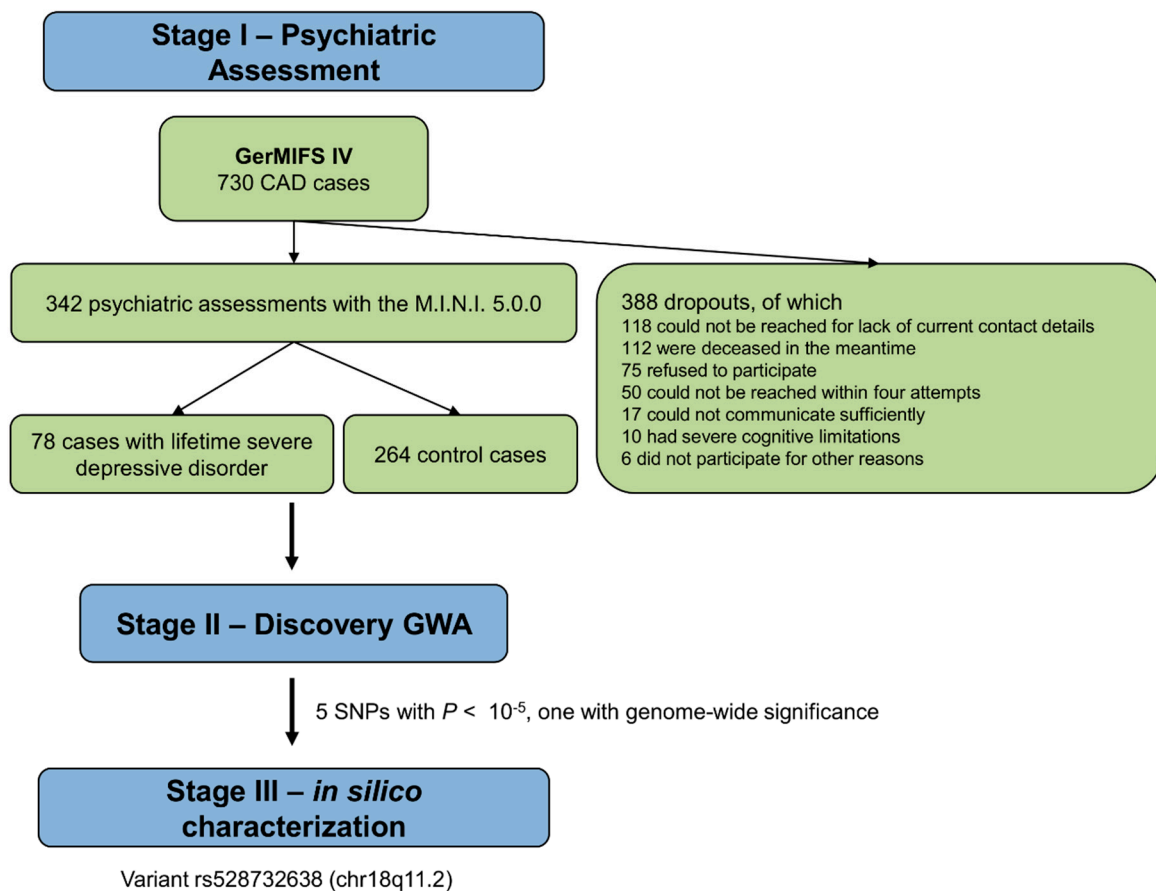 Stage I – Psychiatric
Assessment
GerMIFS IV
730 CAD cases
342 psychiatric assessments with the M.I.N.I. 5.0.0
388 dropouts, of which
118 could not be reached for lack of current contact details
112 were deceased in the meantime
75 refused to participate
50 could not be reached within four attempts
17 could not communicate sufficiently
10 had severe cognitive limitations
6 did not participate for other reasons
78 cases with lifetime severe
depressive disorder
264 control cases
Stage II – Discovery GWA
5 SNPs with P < 10⁻⁵, one with genome-wide significance
Stage III – in silico
characterization
Variant rs528732638 (chr18q11.2)